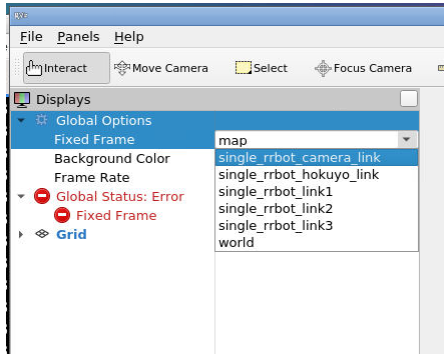 RViz
File Panels Help
Interact Move Camera Select Focus Camera
Displays
Global Options
Fixed Frame map
Background Color single_rrbot_camera_link
Frame Rate single_rrbot_hokuyo_link
Global Status: Error single_rrbot_link1
Fixed Frame single_rrbot_link2
Grid single_rrbot_link3
world